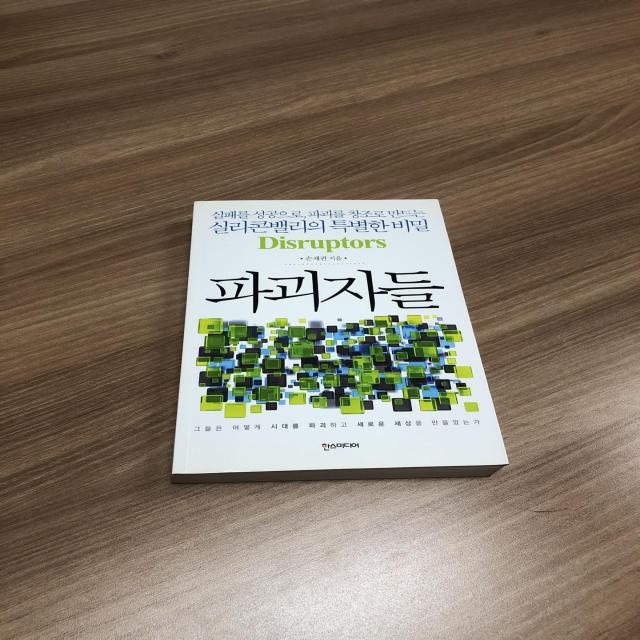 실패를 성공으로, 파괴를 창조로 만드는
실리콘밸리의 특별한 비밀
Disruptors
• 손재권 지음 •
파괴자들
그들은 어떻게 시대를 파괴하고 새로운 세상을 만들었는가
한스미디어